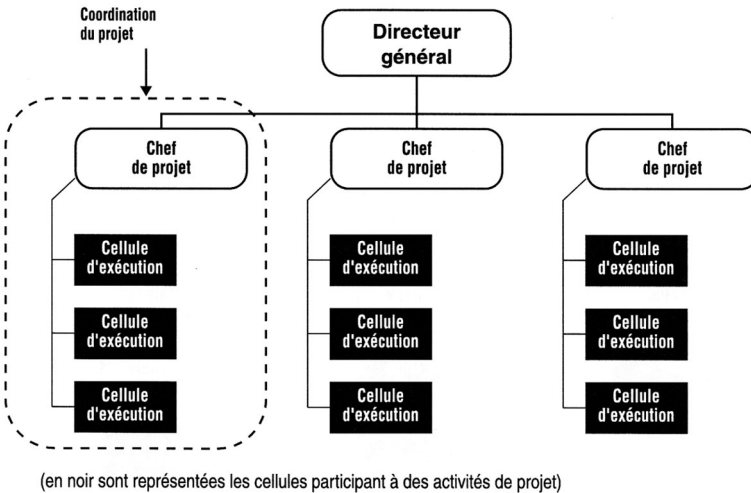 Coordination
du projet
Directeur
général
Chef
de projet
Chef
de projet
Chef
de projet
Cellule
d'exécution
Cellule
d'exécution
Cellule
d'exécution
Cellule
d'exécution
Cellule
d'exécution
Cellule
d'exécution
Cellule
d'exécution
Cellule
d'exécution
Cellule
d'exécution
(en noir sont représentées les cellules participant à des activités de projet)